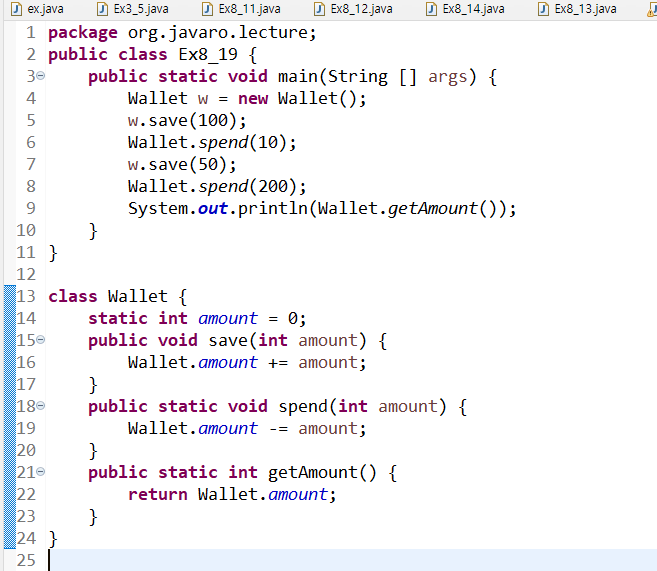 ex.java Ex3_5.java Ex8_11.java Ex8_12.java Ex8_14.java Ex8_13.java
1 package org.javaro.lecture;
2 public class Ex8_19 {
3 public static void main(String [] args) {
4 Wallet w = new Wallet();
5 w.save(100);
6 Wallet.spend(10);
7 w.save(50);
8 Wallet.spend(200);
9 System.out.println(Wallet.getAmount());
10 }
11 }
12
13 class Wallet {
14 static int amount = 0;
15 public void save(int amount) {
16 Wallet.amount += amount;
17 }
18 public static void spend(int amount) {
19 Wallet.amount -= amount;
20 }
21 public static int getAmount() {
22 return Wallet.amount;
23 }
24 }
25